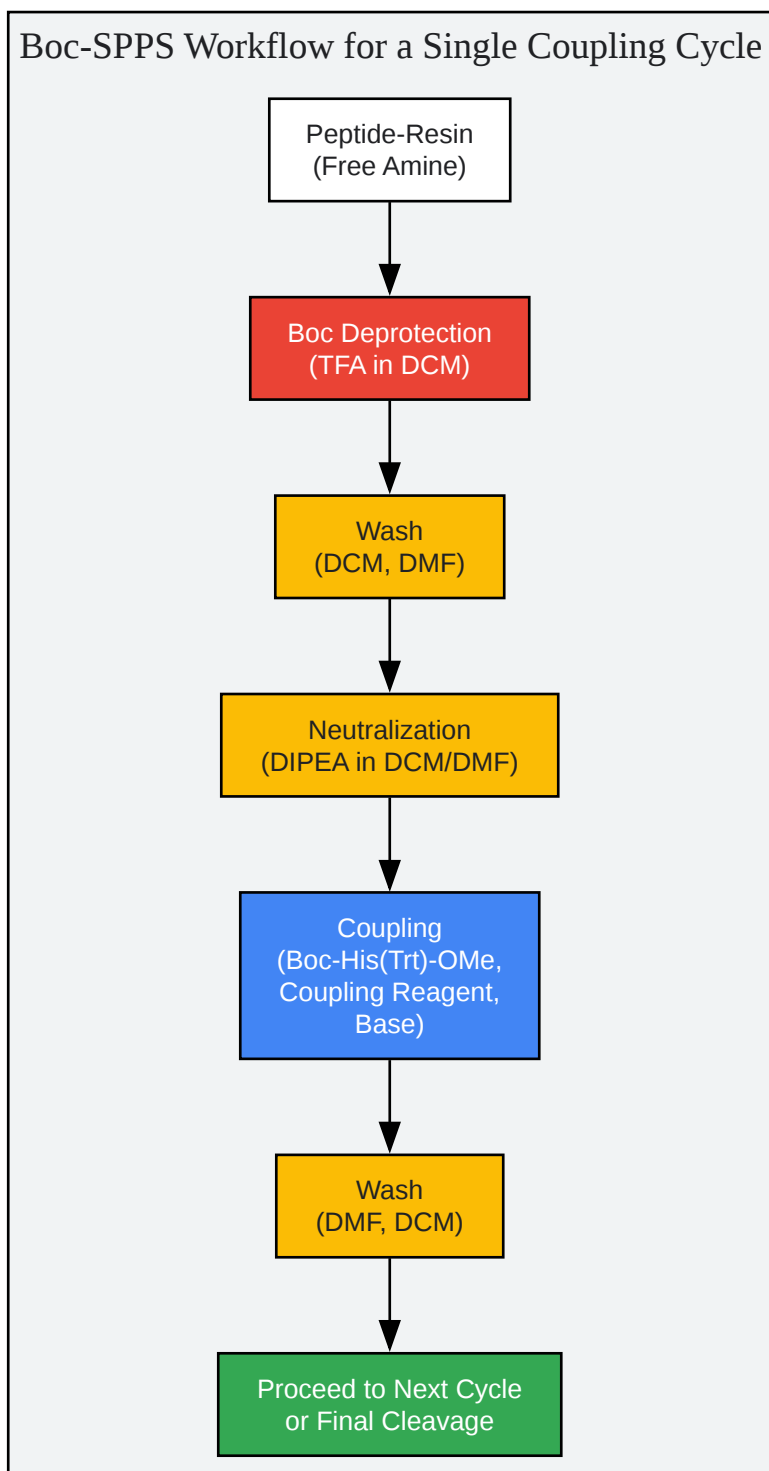 Boc-SPPS Workflow for a Single Coupling Cycle
Peptide-Resin
(Free Amine)
Boc Deprotection
(TFA in DCM)
Wash
(DCM, DMF)
Neutralization
(DIPEA in DCM/DMF)
Coupling
(Boc-His(Trt)-OMe,
Coupling Reagent,
Base)
Wash
(DMF, DCM)
Proceed to Next Cycle
or Final Cleavage